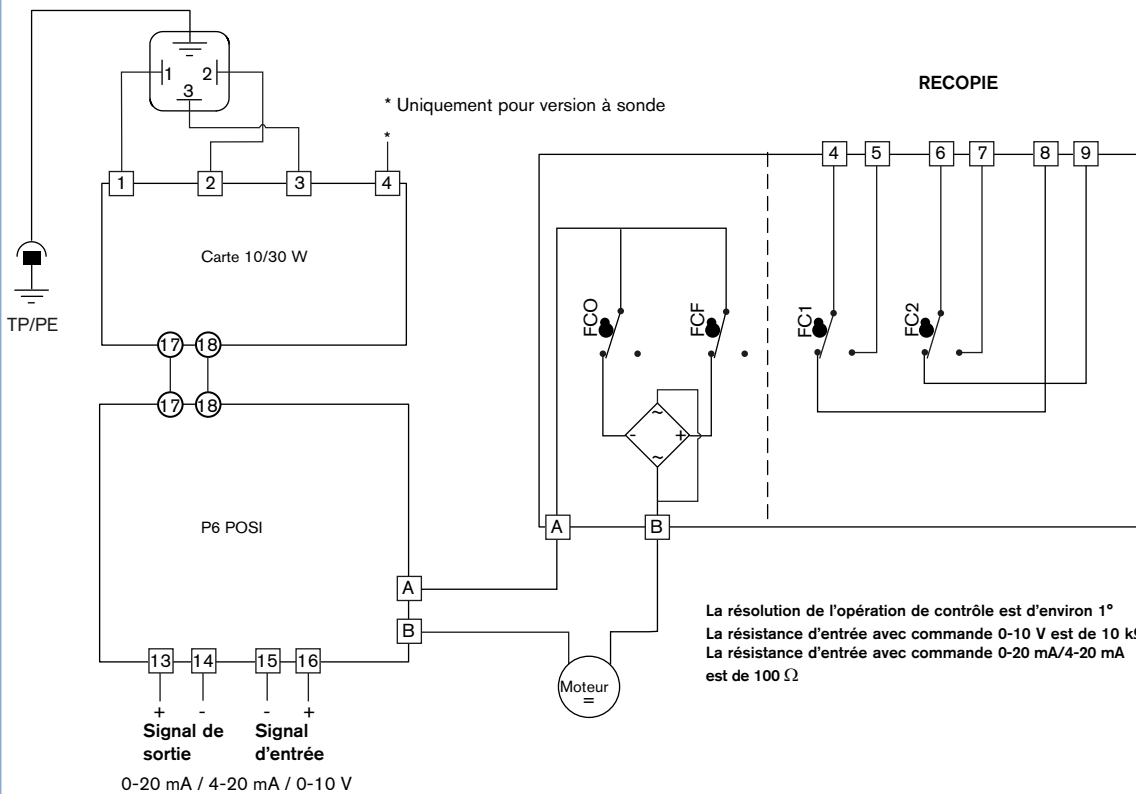 1 2
3
* Uniquement pour version à sonde
*
RECOPIE
1 2 3 4
4 5 6 7 8 9
Carte 10/30 W
TP/PE
17 18
17 18
FCO FCF FC1 FC2
~
- +
~
P6 POSI
A B
A
B
13 14 15 16
+ - - +
Signal de sortie
Signal d'entrée
0-20 mA / 4-20 mA / 0-10 V
Moteur
=
La résolution de l'opération de contrôle est d'environ 1°
La résistance d'entrée avec commande 0-10 V est de 10
La résistance d'entrée avec commande 0-20 mA/4-20 mA
est de 100 Ω